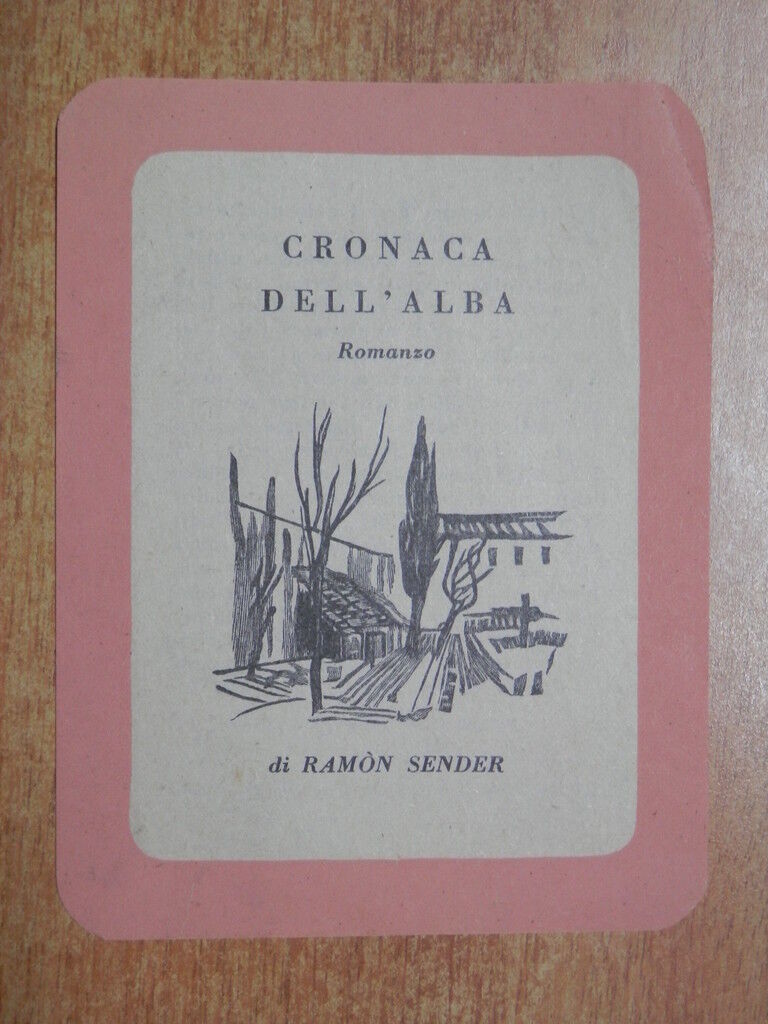 CRONACA
DELL'ALBA
Romanzo
di RAMÒN SENDER